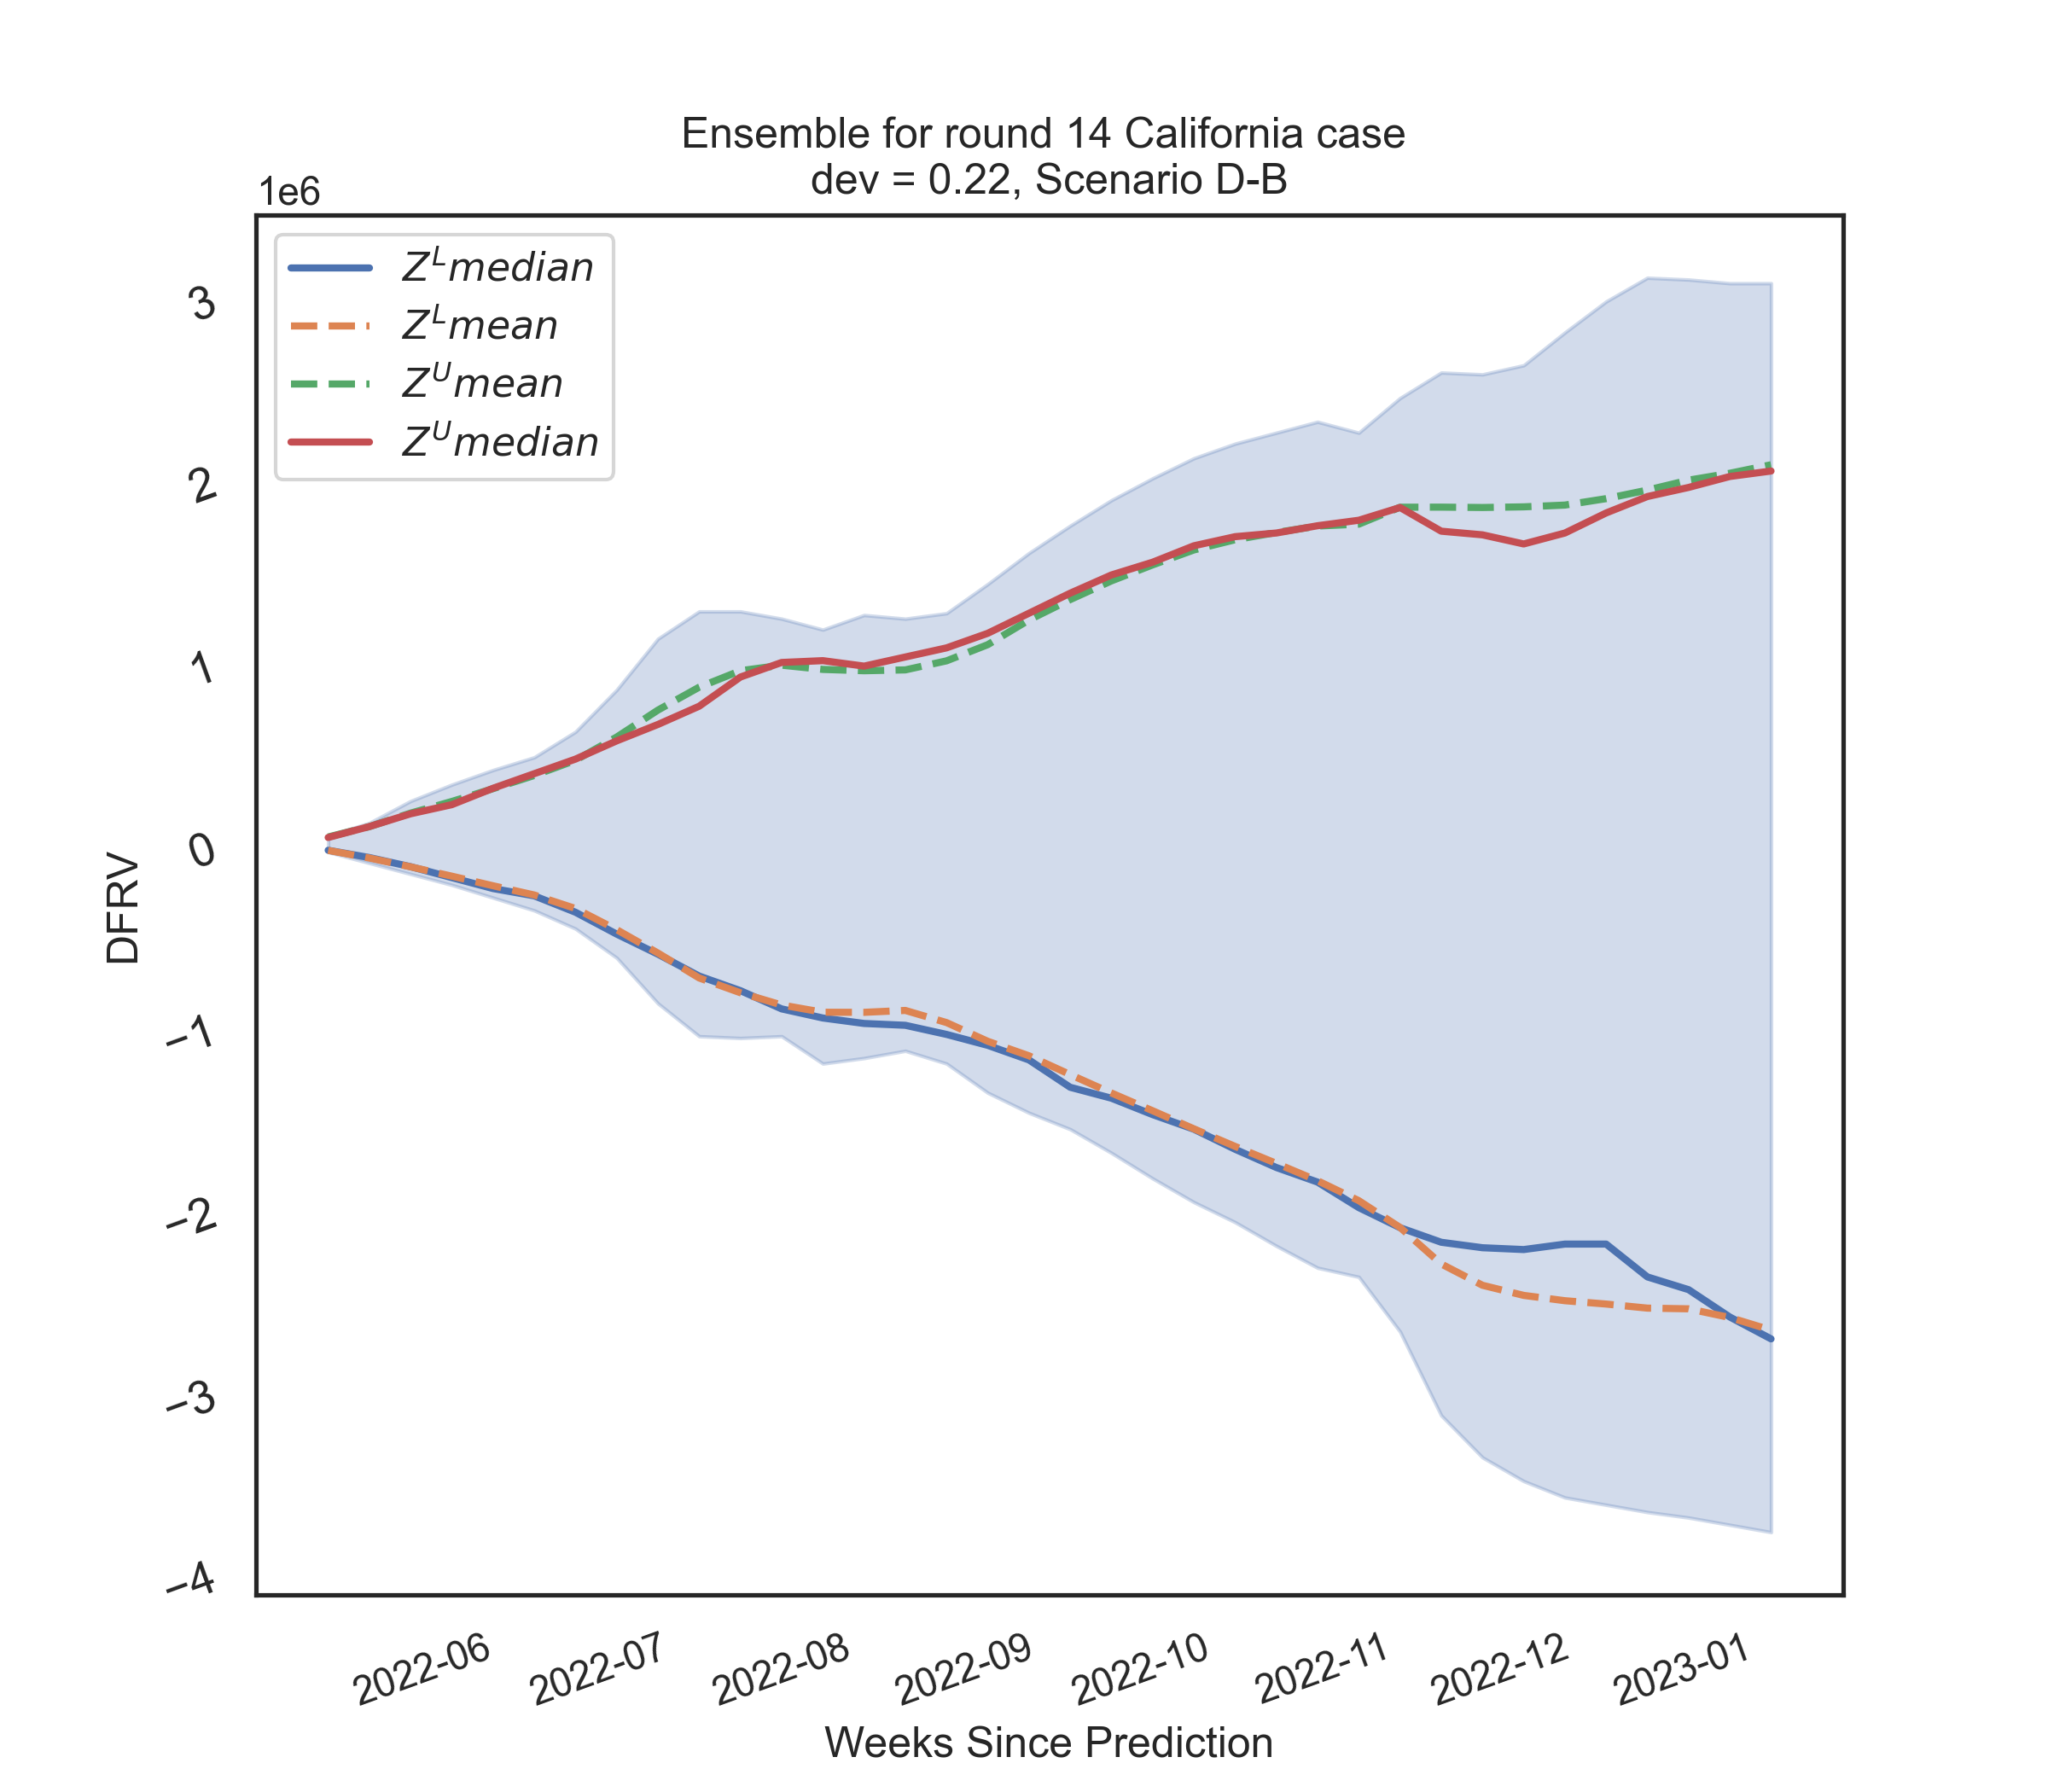 Ensemble for round 14 California case
dev = 0.22, Scenario D-B
1e6
Z^L median
Z^L mean
Z^U mean
Z^U median
3
2
1
0
−1
−2
−3
−4
DFRV
2022-06
2022-07
2022-08
2022-09
2022-10
2022-11
2022-12
2023-01
Weeks Since Prediction